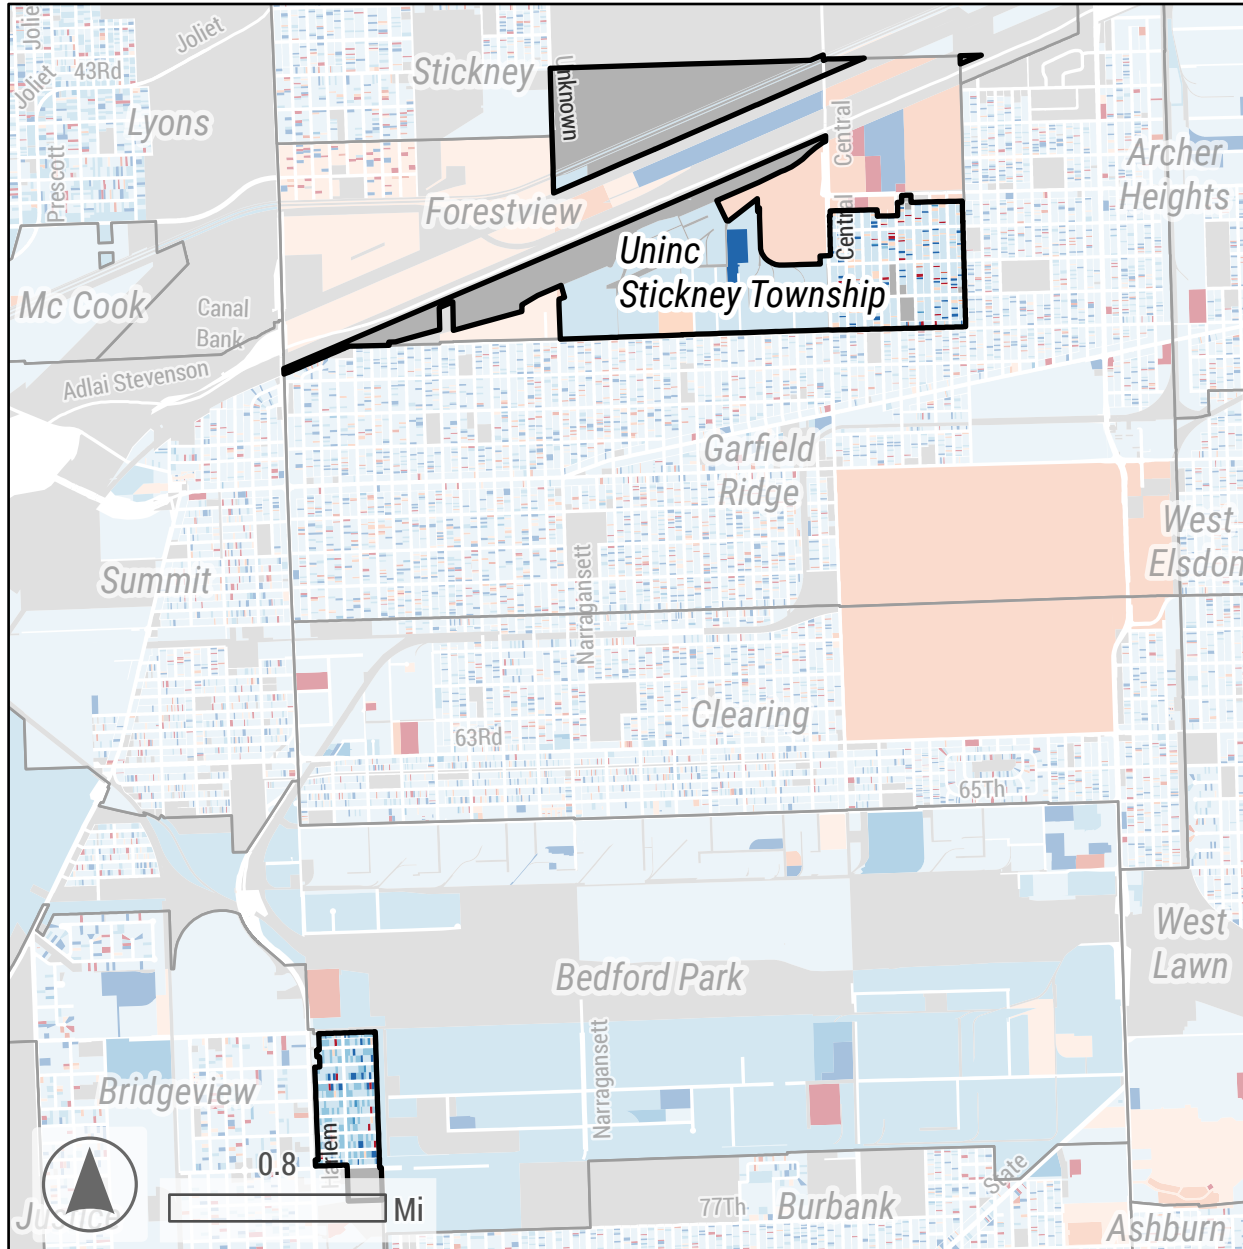 Joliet
Joliet
43Rd
Joliet
Stickney
Unknown
Lyons
Prescott
Central
Archer
Heights
Forestview
Central
Uninc
Stickney Township
Mc Cook
Canal
Bank
Adlai Stevenson
Garfield
Ridge
West
Elsdon
Summit
Narragansett
Clearing
63Rd
65Th
West
Lawn
Bedford Park
Narragansett
Bridgeview
Harlem
0.8
Mi
Justice
77Th
Burbank
State
Ashburn